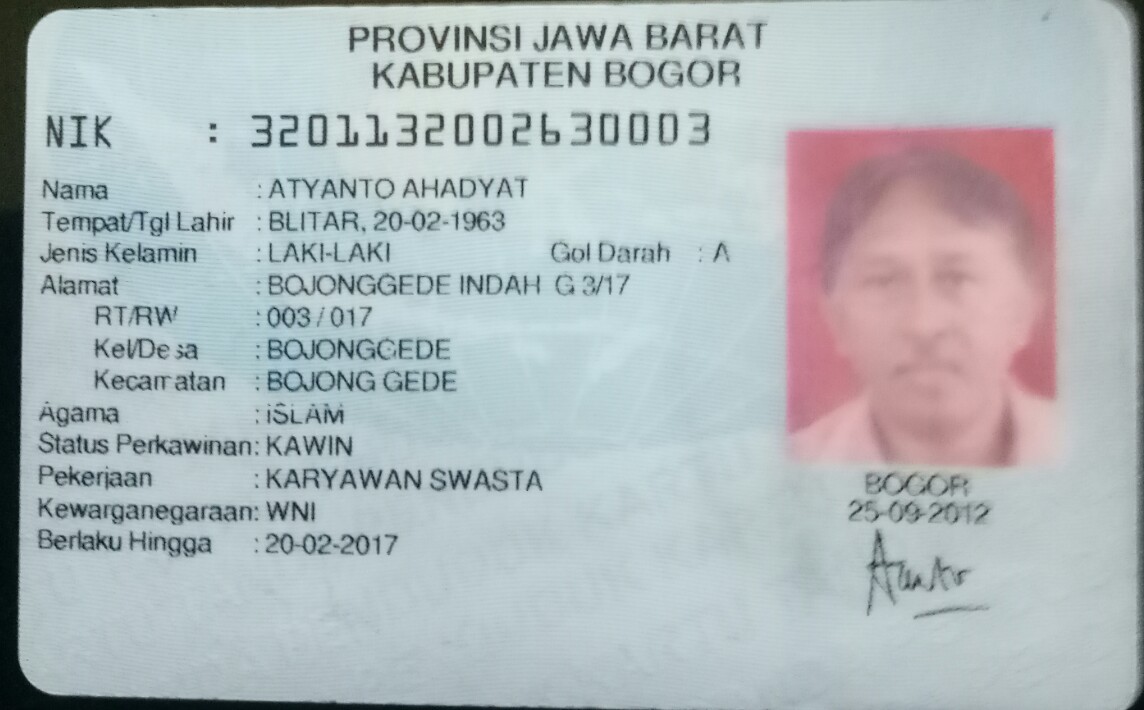 PROVINSI JAWA BARAT
KABUPATEN BOGOR
NIK : 3201132002630003
Nama : ATYANTO AHADYAT
Tempat/Tgl Lahir : BLITAR, 20-02-1963
Jenis Kelamin : LAKI-LAKI Gol Darah : A
Alamat : BOJONGGEDE INDAH G 3/17
RT/RW : 003 / 017
Kel/Desa : BOJONGGEDE
Kecamatan : BOJONG GEDE
Agama : ISLAM
Status Perkawinan: KAWIN
Pekerjaan : KARYAWAN SWASTA
Kewarganegaraan: WNI
Berlaku Hingga : 20-02-2017
BOGOR
25-09-2012